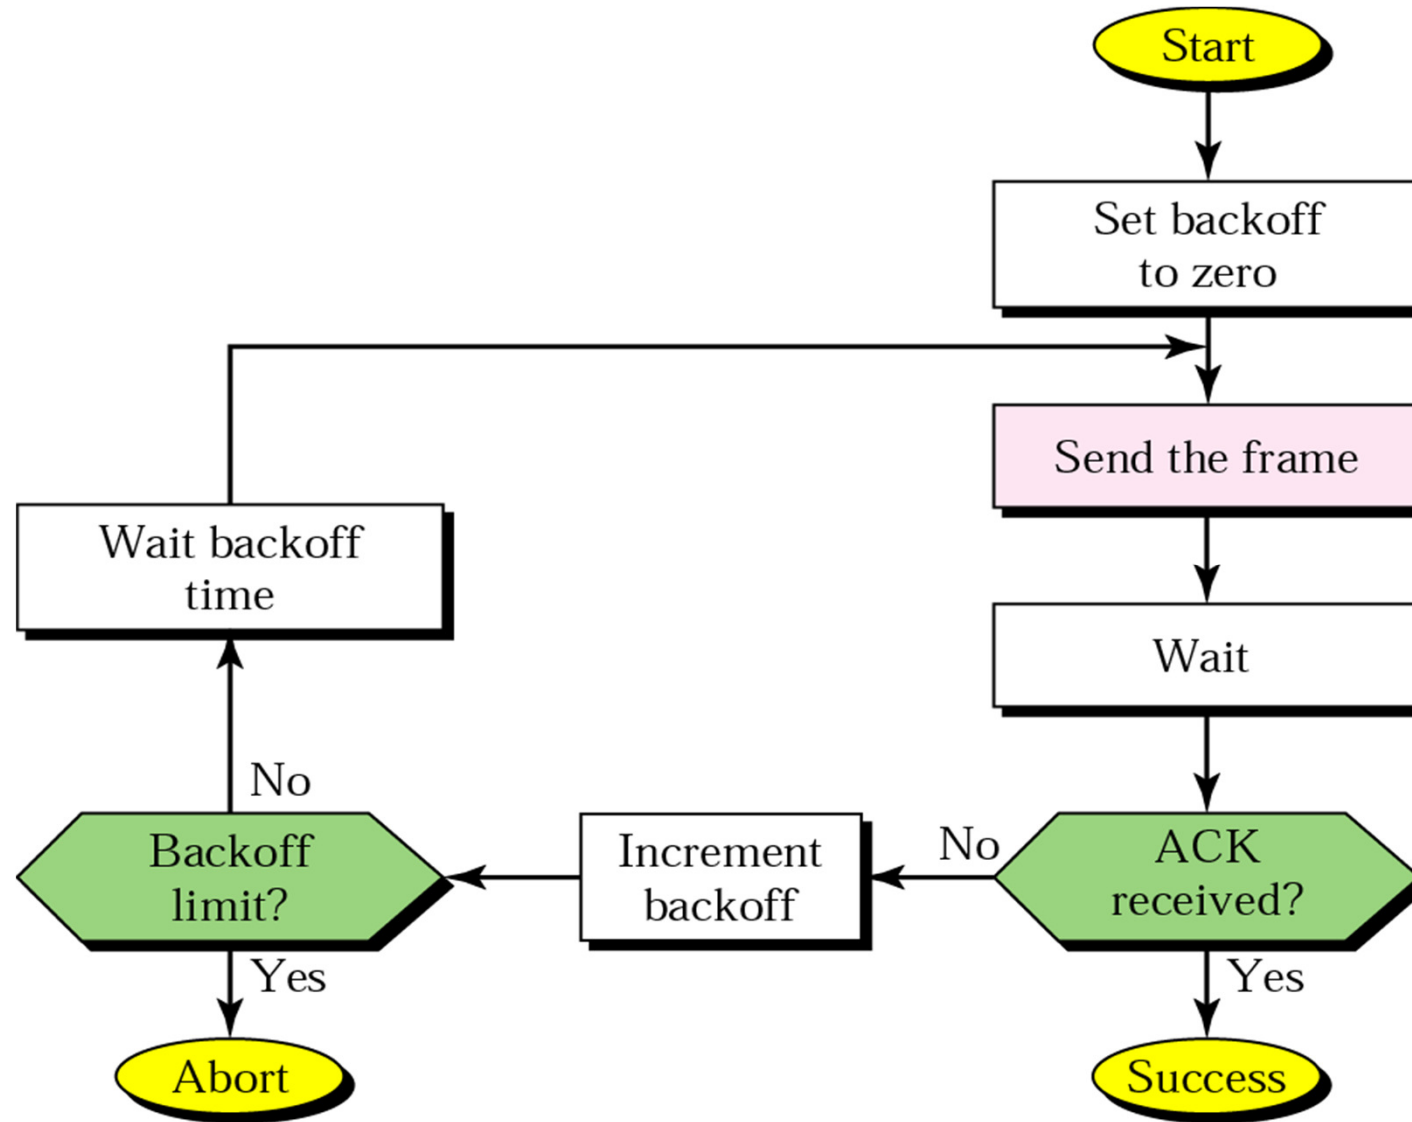 Start
Set backoff
to zero
Send the frame
Wait
ACK
received?
Yes
Success
No
Increment
backoff
Backoff
limit?
Yes
Abort
No
Wait backoff
time